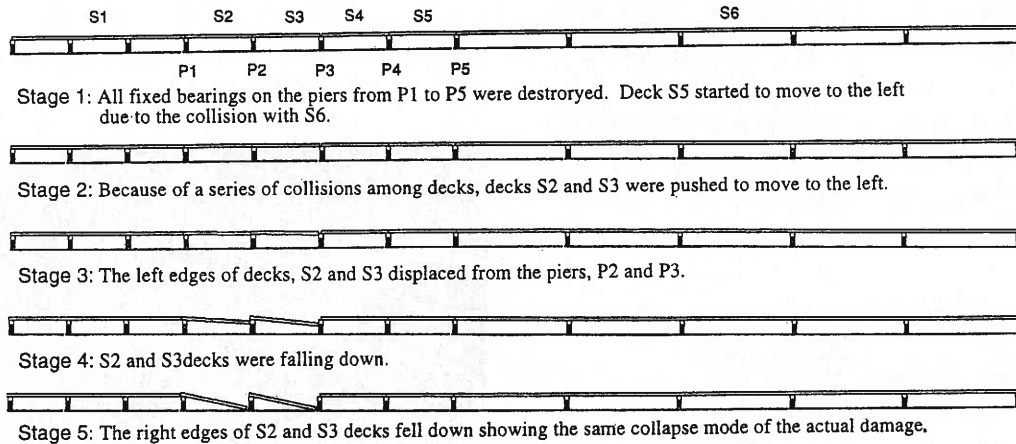 S1 S2 S3 S4 S5 S6
P1 P2 P3 P4 P5
Stage 1: All fixed bearings on the piers from P1 to P5 were destroryed. Deck S5 started to move to the left
due to the collision with S6.
Stage 2: Because of a series of collisions among decks, decks S2 and S3 were pushed to move to the left.
Stage 3: The left edges of decks, S2 and S3 displaced from the piers, P2 and P3.
Stage 4: S2 and S3decks were falling down.
Stage 5: The right edges of S2 and S3 decks fell down showing the same collapse mode of the actual damage.